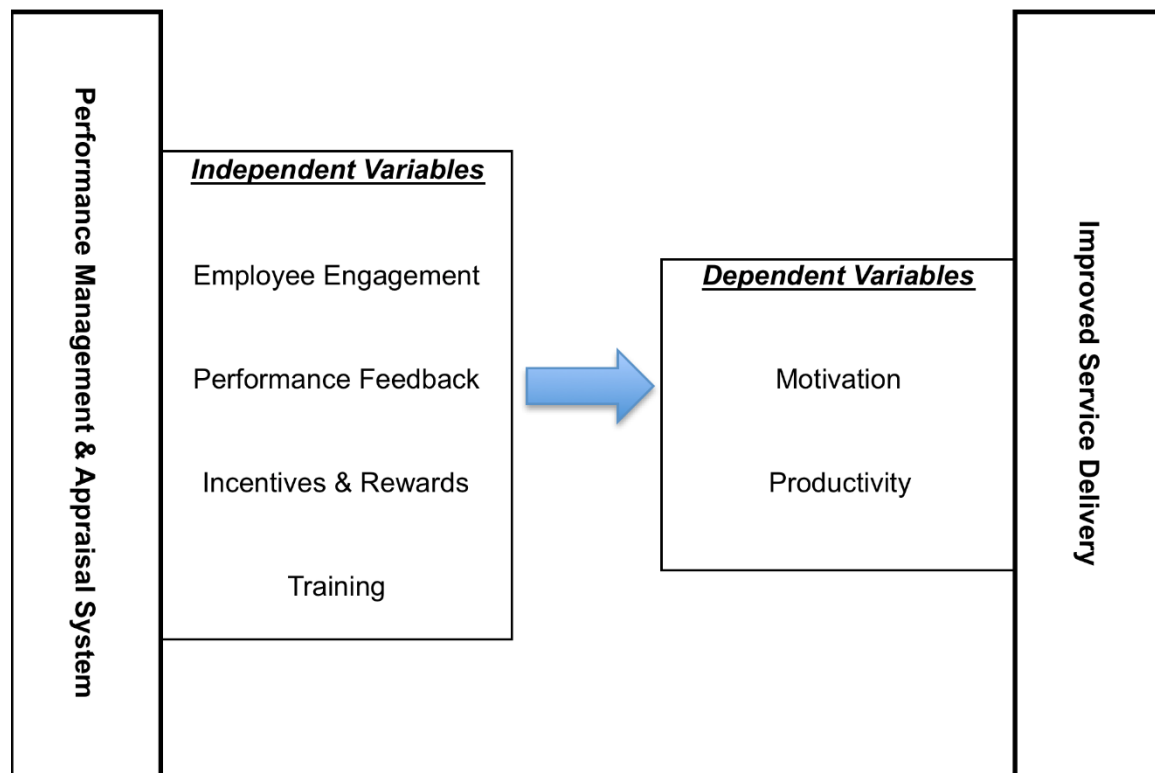 Performance Management & Appraisal System
Independent Variables
Employee Engagement
Performance Feedback
Incentives & Rewards
Training
Dependent Variables
Motivation
Productivity
Improved Service Delivery